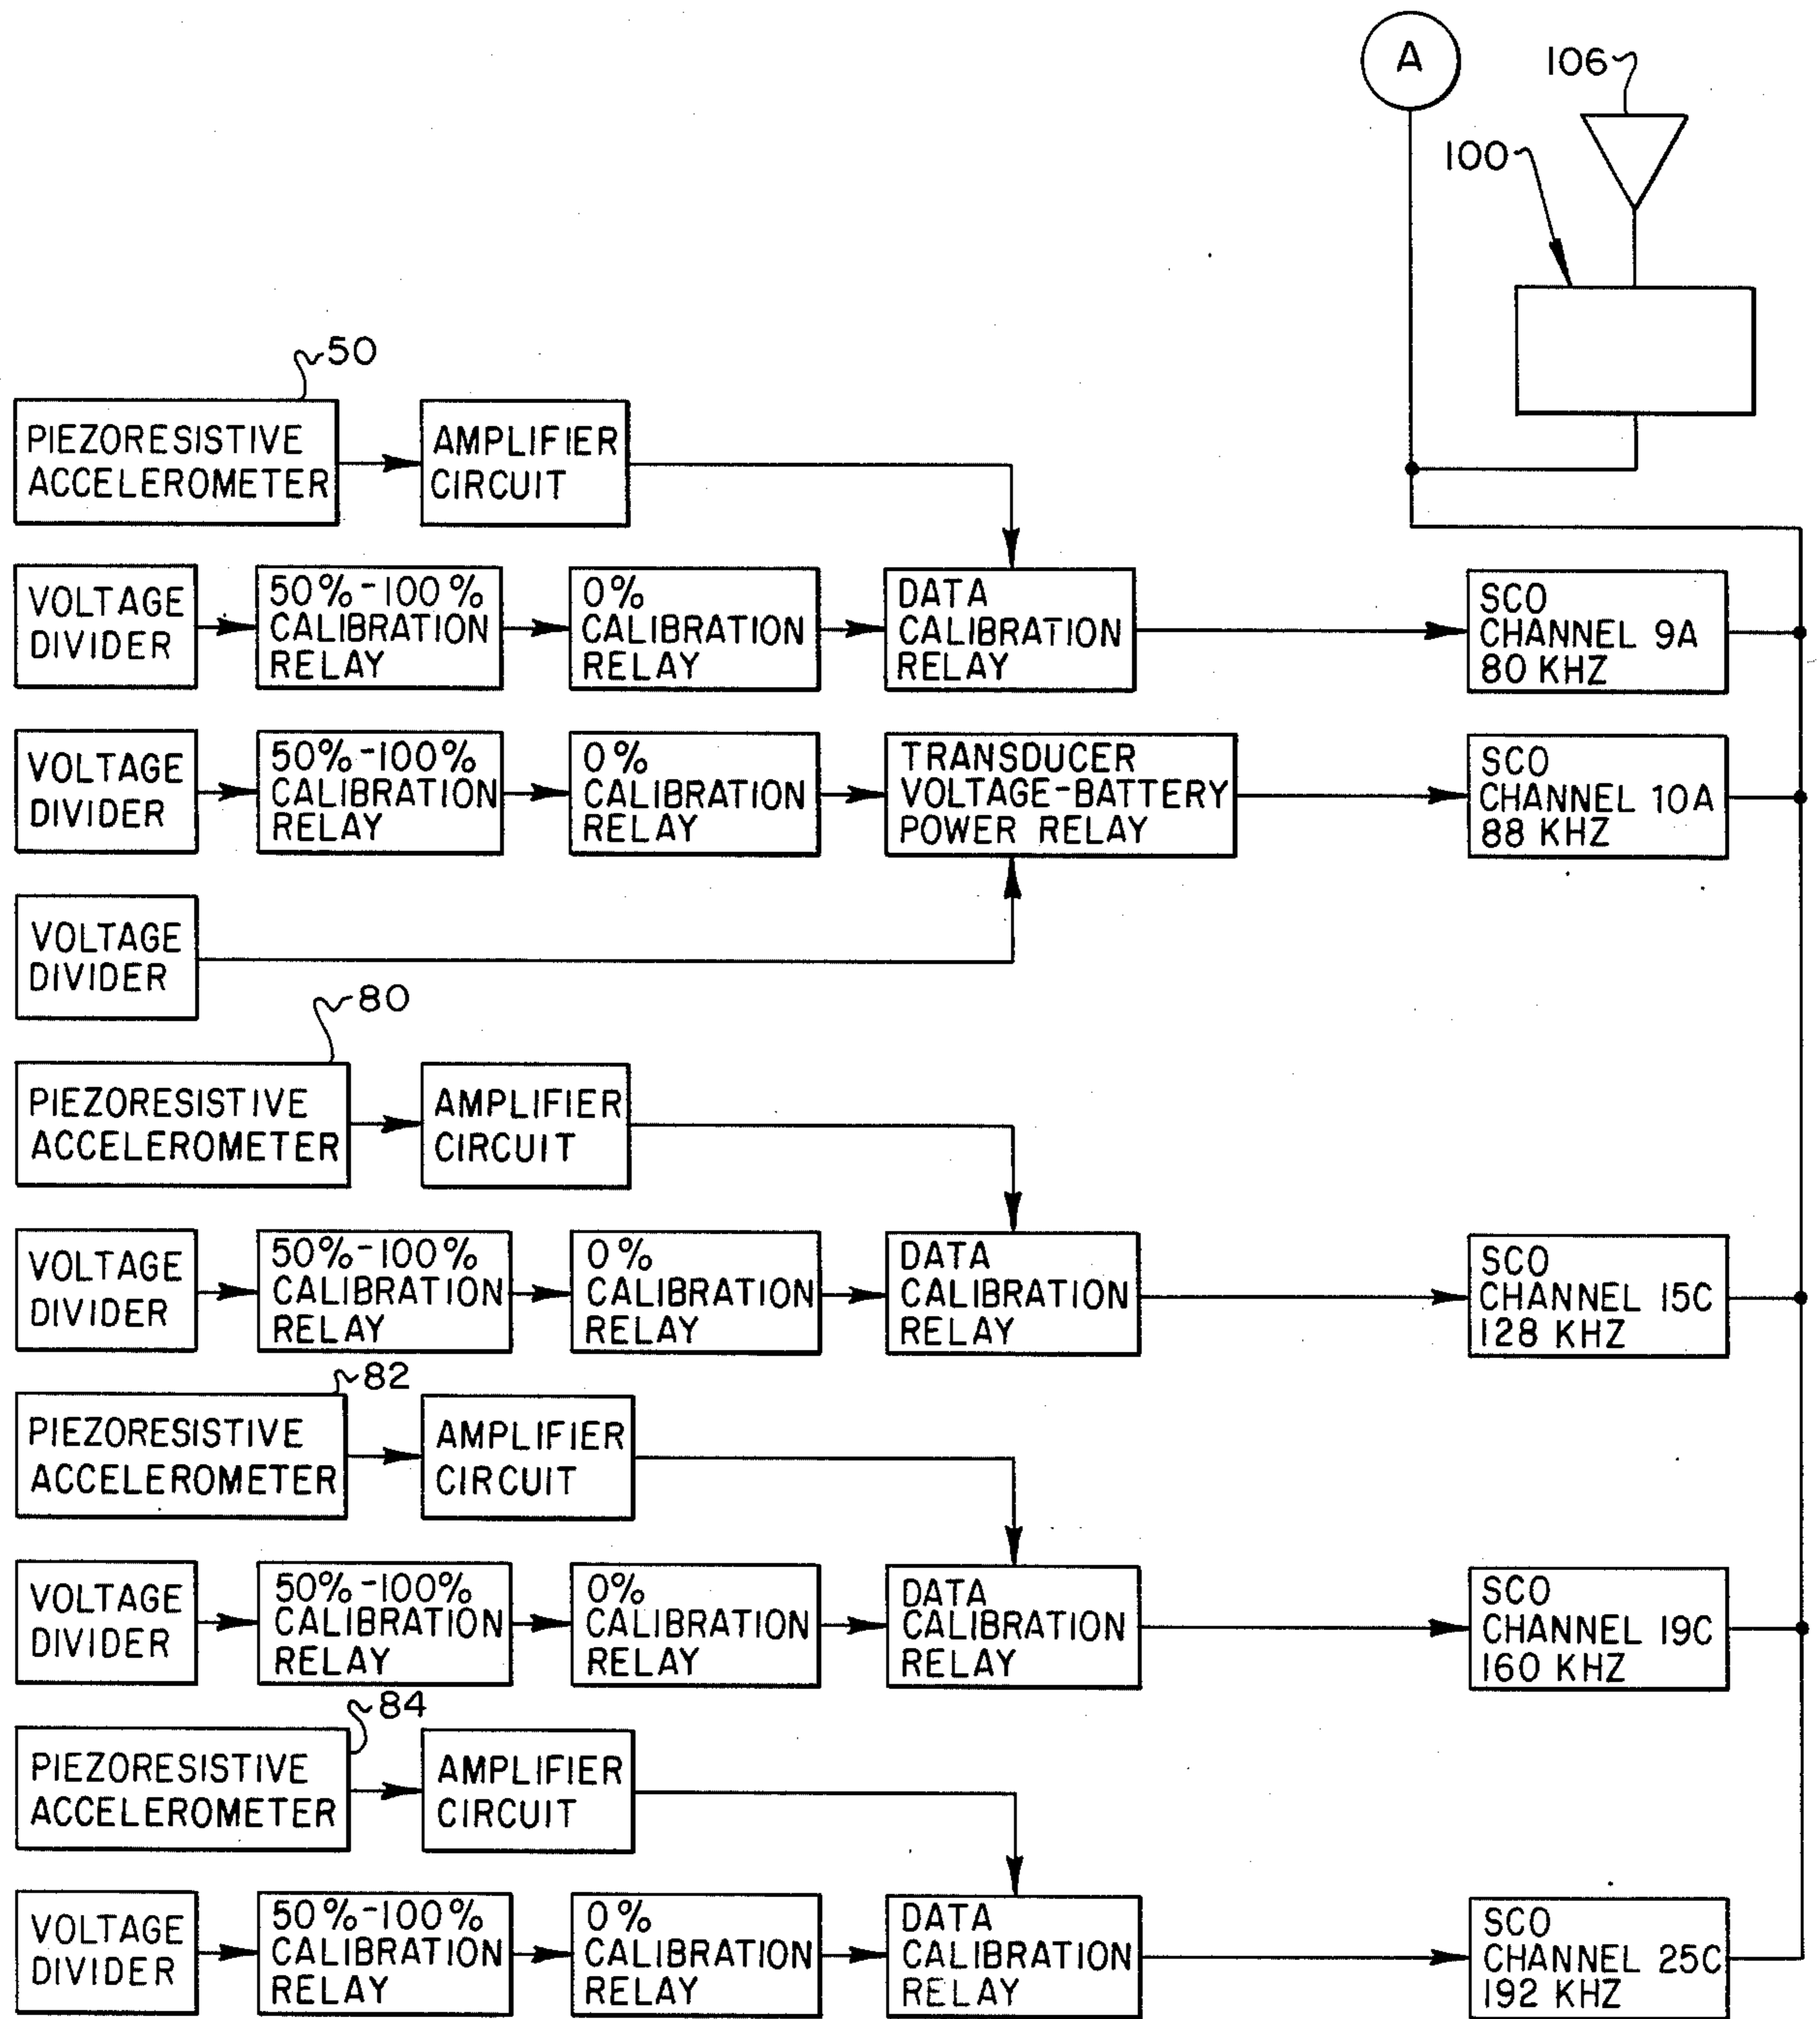 A
106
100
50
PIEZORESISTIVE
ACCELEROMETER
AMPLIFIER
CIRCUIT
VOLTAGE
DIVIDER
50%-100%
CALIBRATION
RELAY
0%
CALIBRATION
RELAY
DATA
CALIBRATION
RELAY
SCO
CHANNEL 9A
80 KHZ
VOLTAGE
DIVIDER
50%-100%
CALIBRATION
RELAY
0%
CALIBRATION
RELAY
TRANSDUCER
VOLTAGE-BATTERY
POWER RELAY
SCO
CHANNEL 10A
88 KHZ
VOLTAGE
DIVIDER
80
PIEZORESISTIVE
ACCELEROMETER
AMPLIFIER
CIRCUIT
VOLTAGE
DIVIDER
50%-100%
CALIBRATION
RELAY
0%
CALIBRATION
RELAY
DATA
CALIBRATION
RELAY
SCO
CHANNEL 15C
128 KHZ
82
PIEZORESISTIVE
ACCELEROMETER
AMPLIFIER
CIRCUIT
VOLTAGE
DIVIDER
50%-100%
CALIBRATION
RELAY
0%
CALIBRATION
RELAY
DATA
CALIBRATION
RELAY
SCO
CHANNEL 19C
160 KHZ
84
PIEZORESISTIVE
ACCELEROMETER
AMPLIFIER
CIRCUIT
VOLTAGE
DIVIDER
50%-100%
CALIBRATION
RELAY
0%
CALIBRATION
RELAY
DATA
CALIBRATION
RELAY
SCO
CHANNEL 25C
192 KHZ